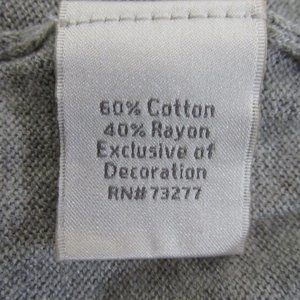 60% Cotton
40% Rayon
Exclusive of
Decoration
RN# 73277